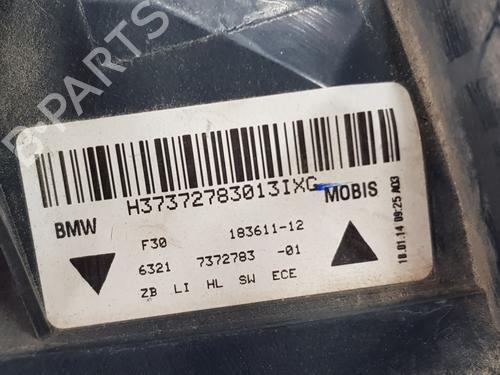 B-PARTS
H37372783013IXG
BMW
MOBIS
F30 183611-12
6321 7372783 -01
ZB LI HL SW ECE
18.01.14 09:25 A03